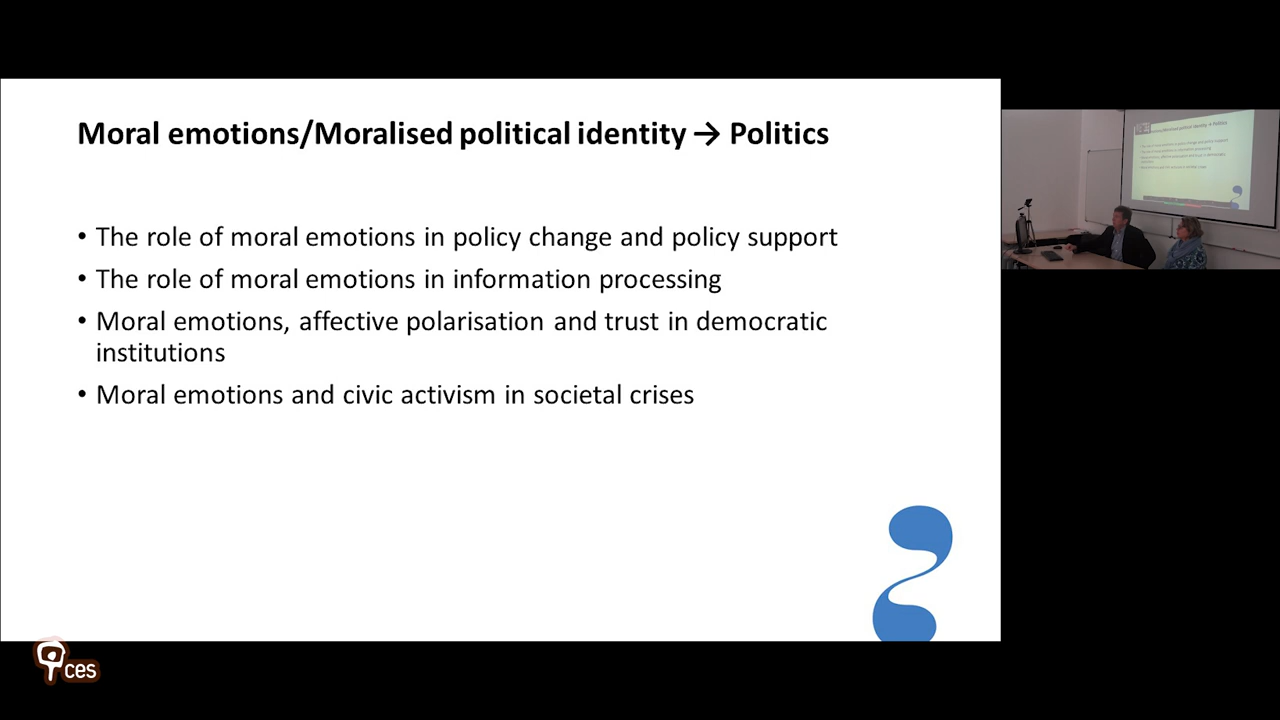 Moral emotions/Moralised political identity → Politics
• The role of moral emotions in policy change and policy support
• The role of moral emotions in information processing
• Moral emotions, affective polarisation and trust in democratic
institutions
• Moral emotions and civic activism in societal crises
ces